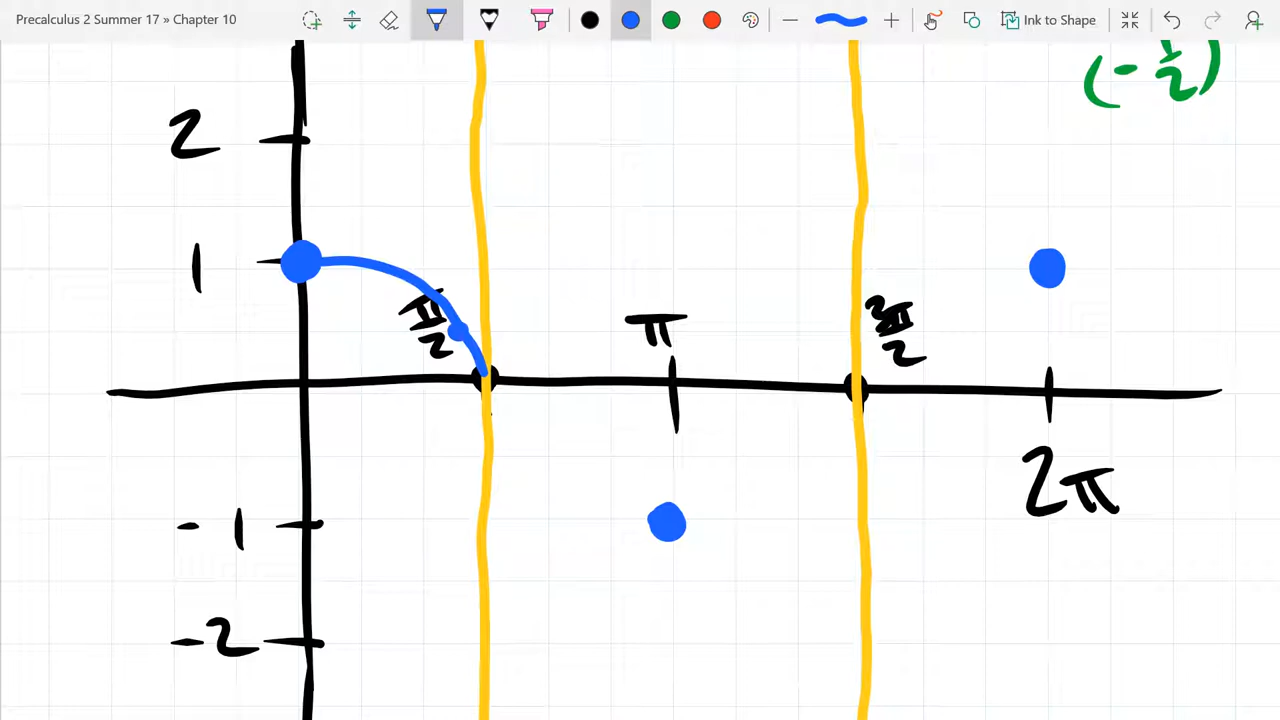 Precalculus 2 Summer 17 » Chapter 10
Ink to Shape
(- 1/2)
2
1
π/2
π
3π/2
2π
- 1
-2